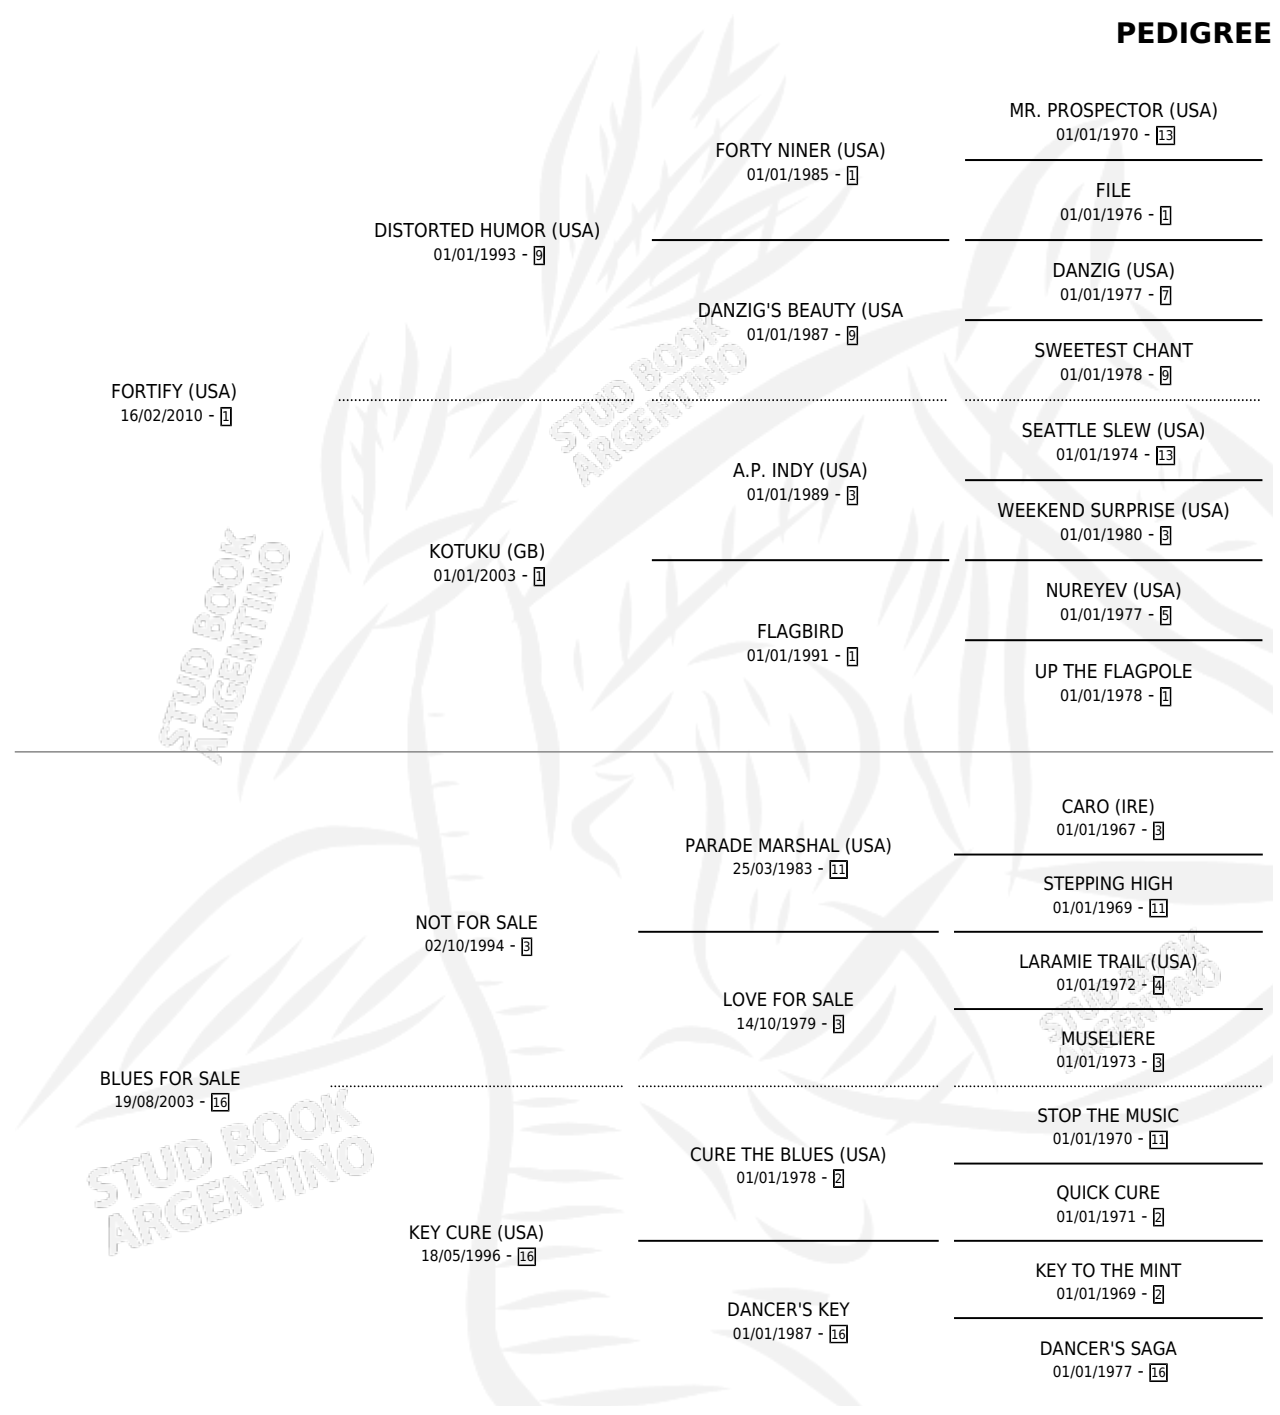 PEDIGREE
MR. PROSPECTOR (USA)
01/01/1970 - 13
FORTY NINER (USA)
01/01/1985 - 1
FILE
01/01/1976 - 1
DISTORTED HUMOR (USA)
01/01/1993 - 9
DANZIG (USA)
01/01/1977 - 7
DANZIG'S BEAUTY (USA
01/01/1987 - 9
SWEETEST CHANT
01/01/1978 - 9
STUD BOOK
ARGENTINO
FORTIFY (USA)
16/02/2010 - 1
SEATTLE SLEW (USA)
01/01/1974 - 13
A.P. INDY (USA)
01/01/1989 - 3
WEEKEND SURPRISE (USA)
01/01/1980 - 3
KOTUKU (GB)
01/01/2003 - 1
NUREYEV (USA)
01/01/1977 - 5
FLAGBIRD
01/01/1991 - 1
UP THE FLAGPOLE
01/01/1978 - 1
STUD BOOK
ARGENTINO
CARO (IRE)
01/01/1967 - 3
PARADE MARSHAL (USA)
25/03/1983 - 11
STEPPING HIGH
01/01/1969 - 11
NOT FOR SALE
02/10/1994 - 3
LARAMIE TRAIL (USA)
01/01/1972 - 4
LOVE FOR SALE
14/10/1979 - 3
MUSELIERE
01/01/1973 - 3
STUD BOOK
ARGENTINO
BLUES FOR SALE
19/08/2003 - 16
STOP THE MUSIC
01/01/1970 - 11
CURE THE BLUES (USA)
01/01/1978 - 2
QUICK CURE
01/01/1971 - 2
STUD BOOK
ARGENTINO
KEY CURE (USA)
18/05/1996 - 16
KEY TO THE MINT
01/01/1969 - 2
DANCER'S KEY
01/01/1987 - 16
DANCER'S SAGA
01/01/1977 - 16